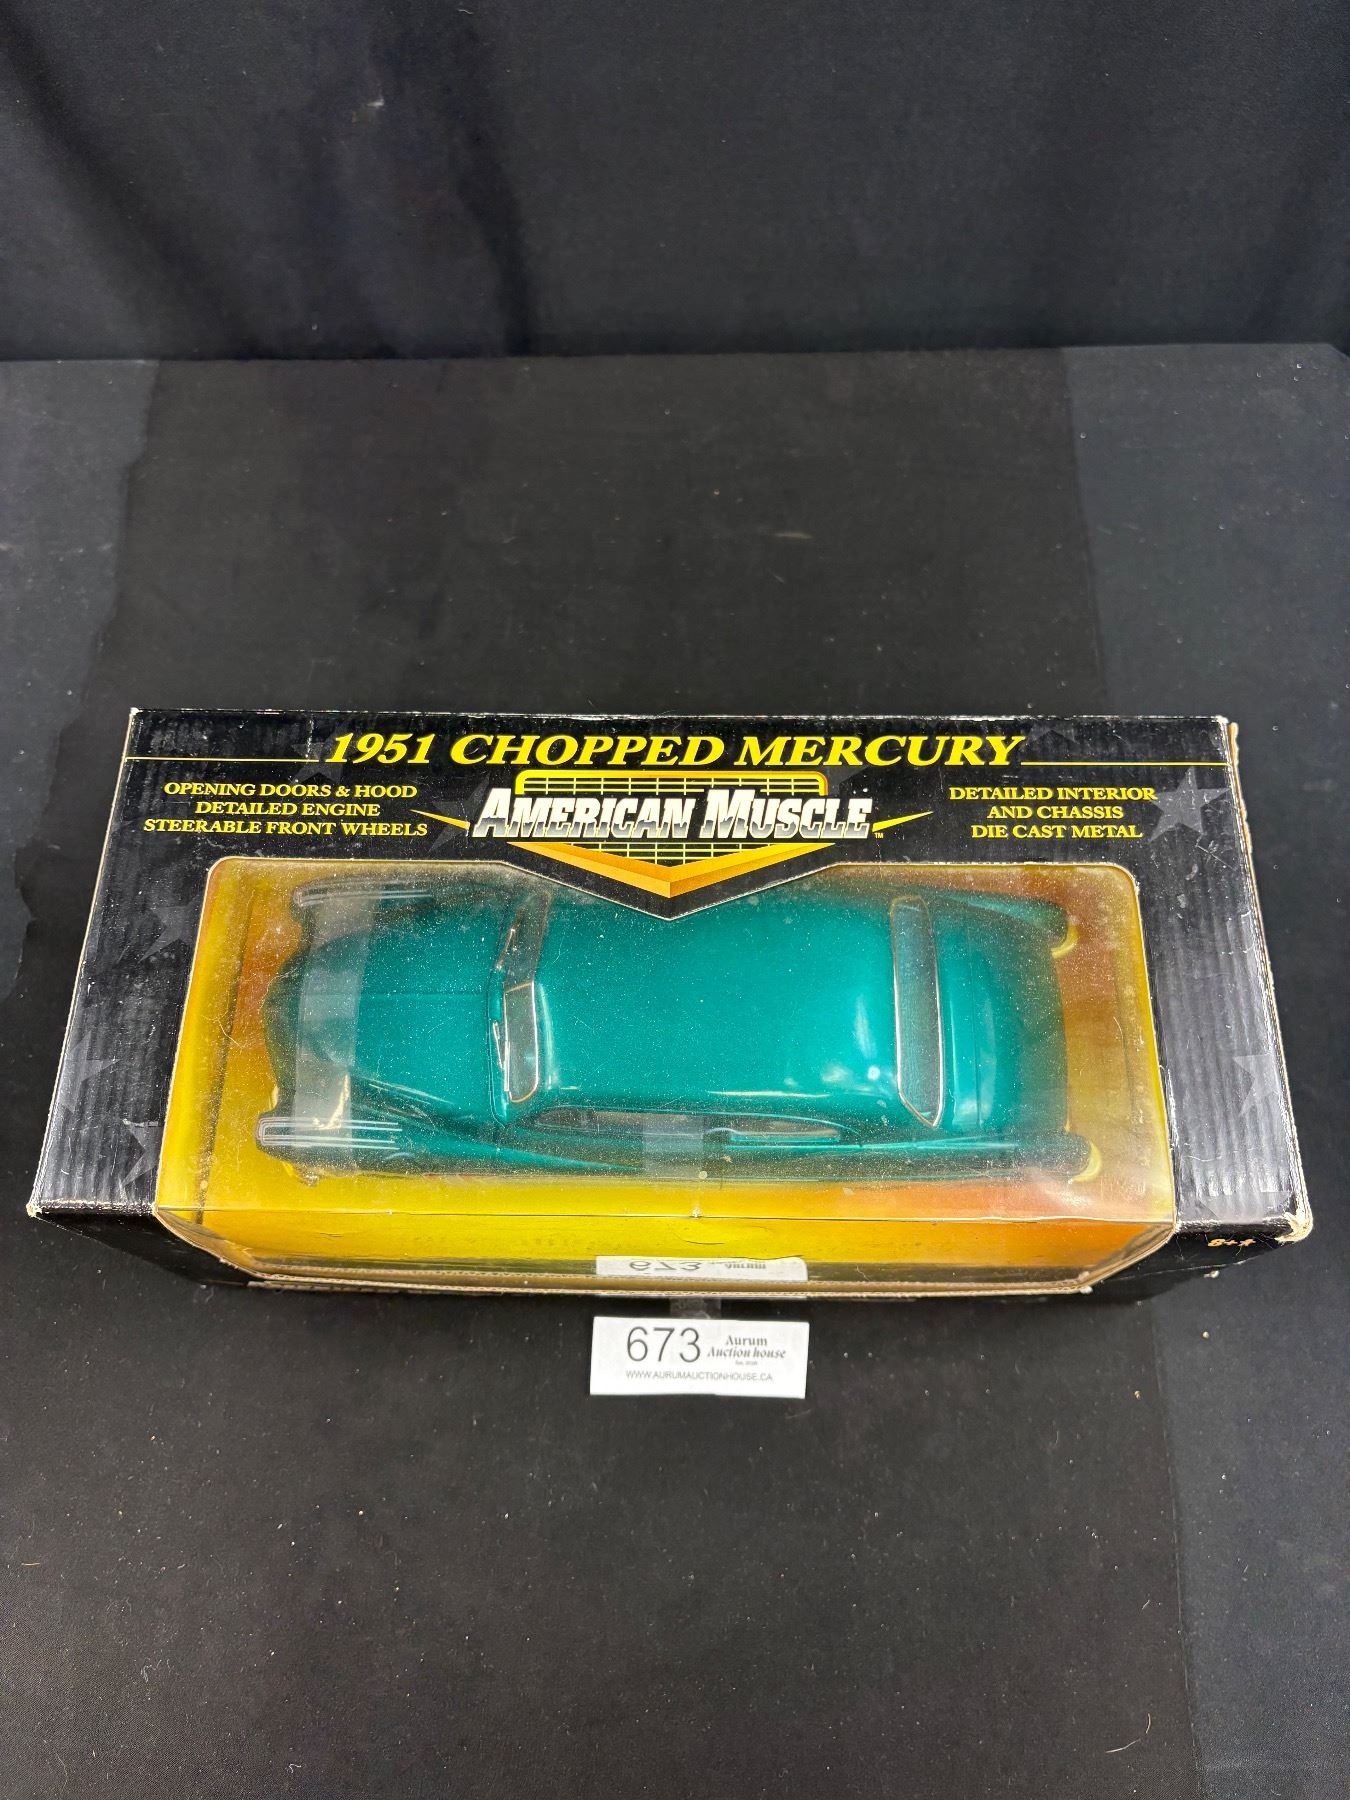 1951 CHOPPED MERCURY
OPENING DOORS & HOOD
DETAILED ENGINE
STEERABLE FRONT WHEELS
AMERICAN MUSCLE™
DETAILED INTERIOR
AND CHASSIS
DIE CAST METAL
673
Aurum
Auction house
WWW.AURUMAUCTIONHOUSE.CA